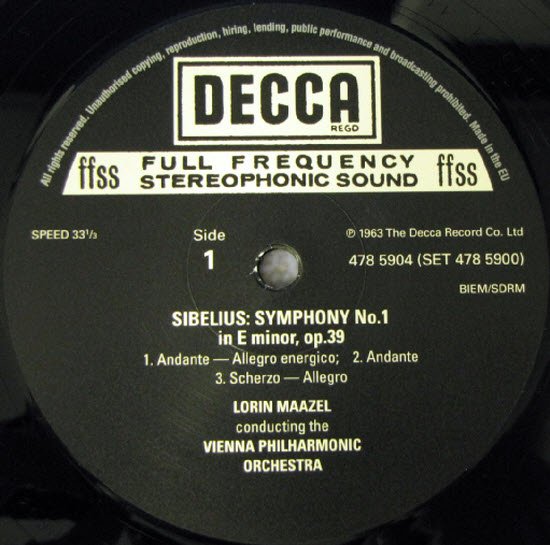 All rights reserved. Unauthorised copying, reproduction, hiring, lending, public performance and broadcasting prohibited. Made in the EU
DECCA
REGD
ffss FULL FREQUENCY ffss
STEREOPHONIC SOUND
SPEED 33⅓
Side
1
℗ 1963 The Decca Record Co. Ltd
478 5904 (SET 478 5900)
BIEM/SDRM
SIBELIUS: SYMPHONY No.1
in E minor, op.39
1. Andante — Allegro energico; 2. Andante
3. Scherzo — Allegro
LORIN MAAZEL
conducting the
VIENNA PHILHARMONIC
ORCHESTRA